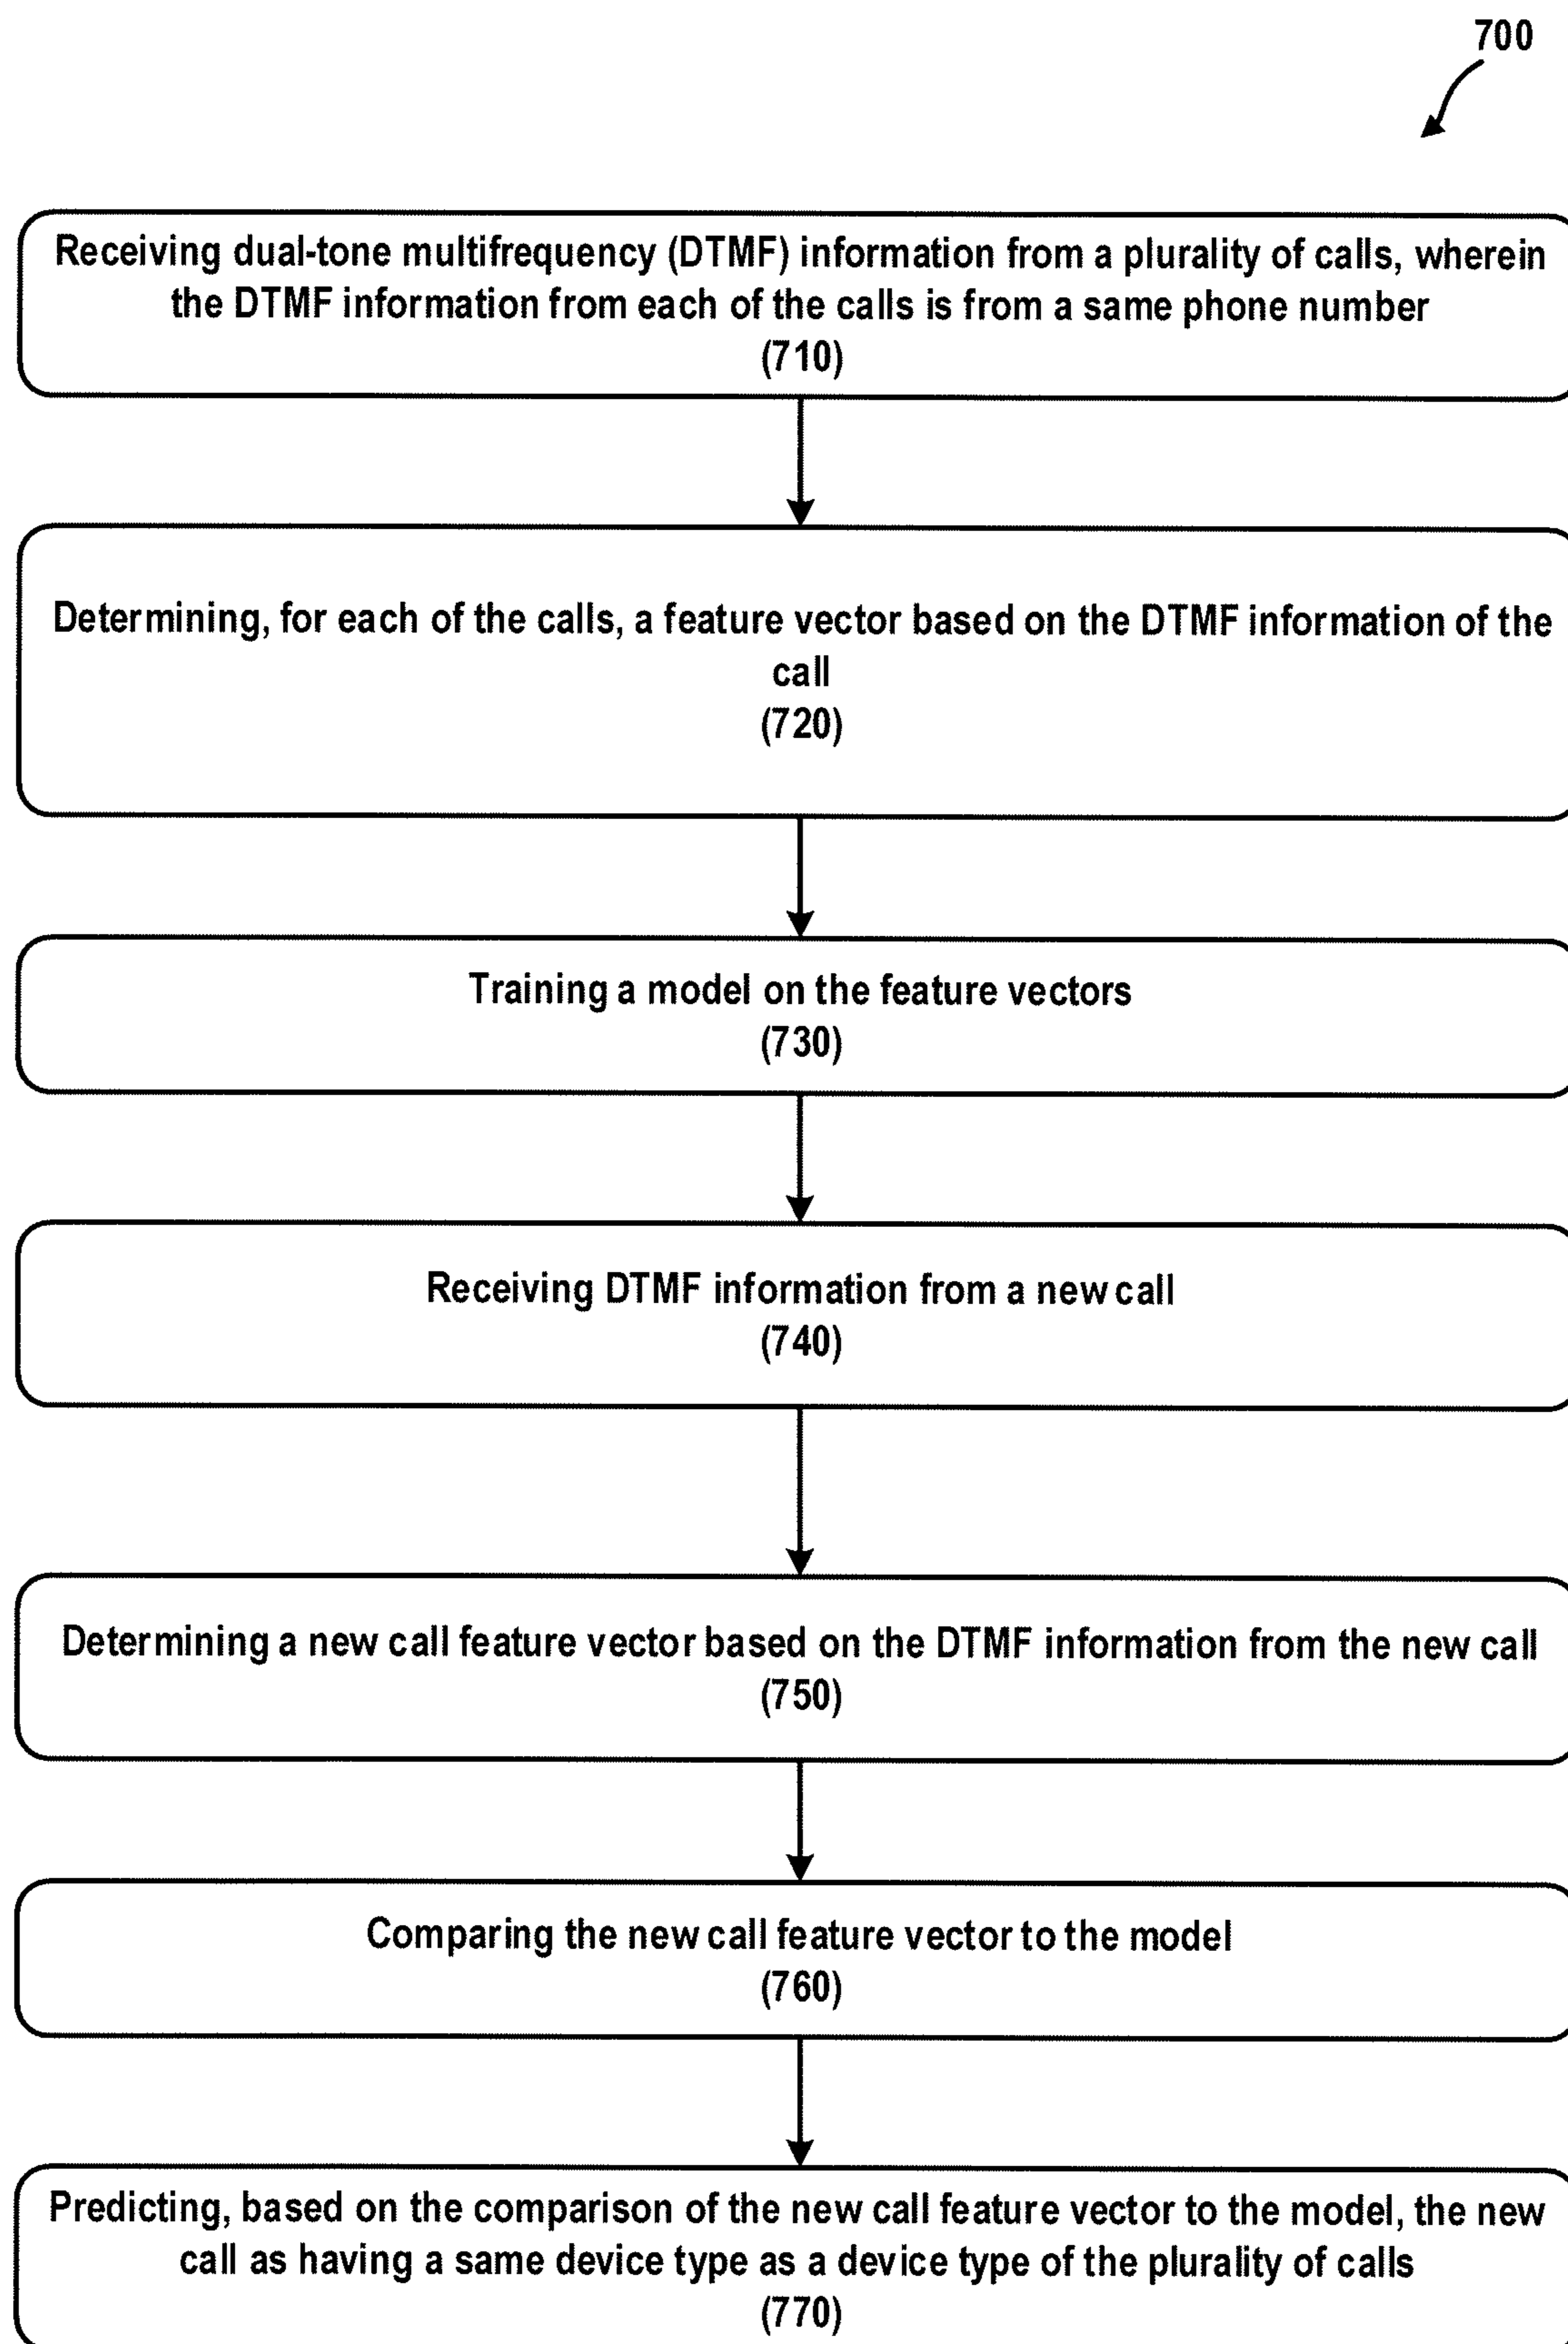 700
Receiving dual-tone multifrequency (DTMF) information from a plurality of calls, wherein
the DTMF information from each of the calls is from a same phone number
(710)
Determining, for each of the calls, a feature vector based on the DTMF information of the
call
(720)
Training a model on the feature vectors
(730)
Receiving DTMF information from a new call
(740)
Determining a new call feature vector based on the DTMF information from the new call
(750)
Comparing the new call feature vector to the model
(760)
Predicting, based on the comparison of the new call feature vector to the model, the new
call as having a same device type as a device type of the plurality of calls
(770)